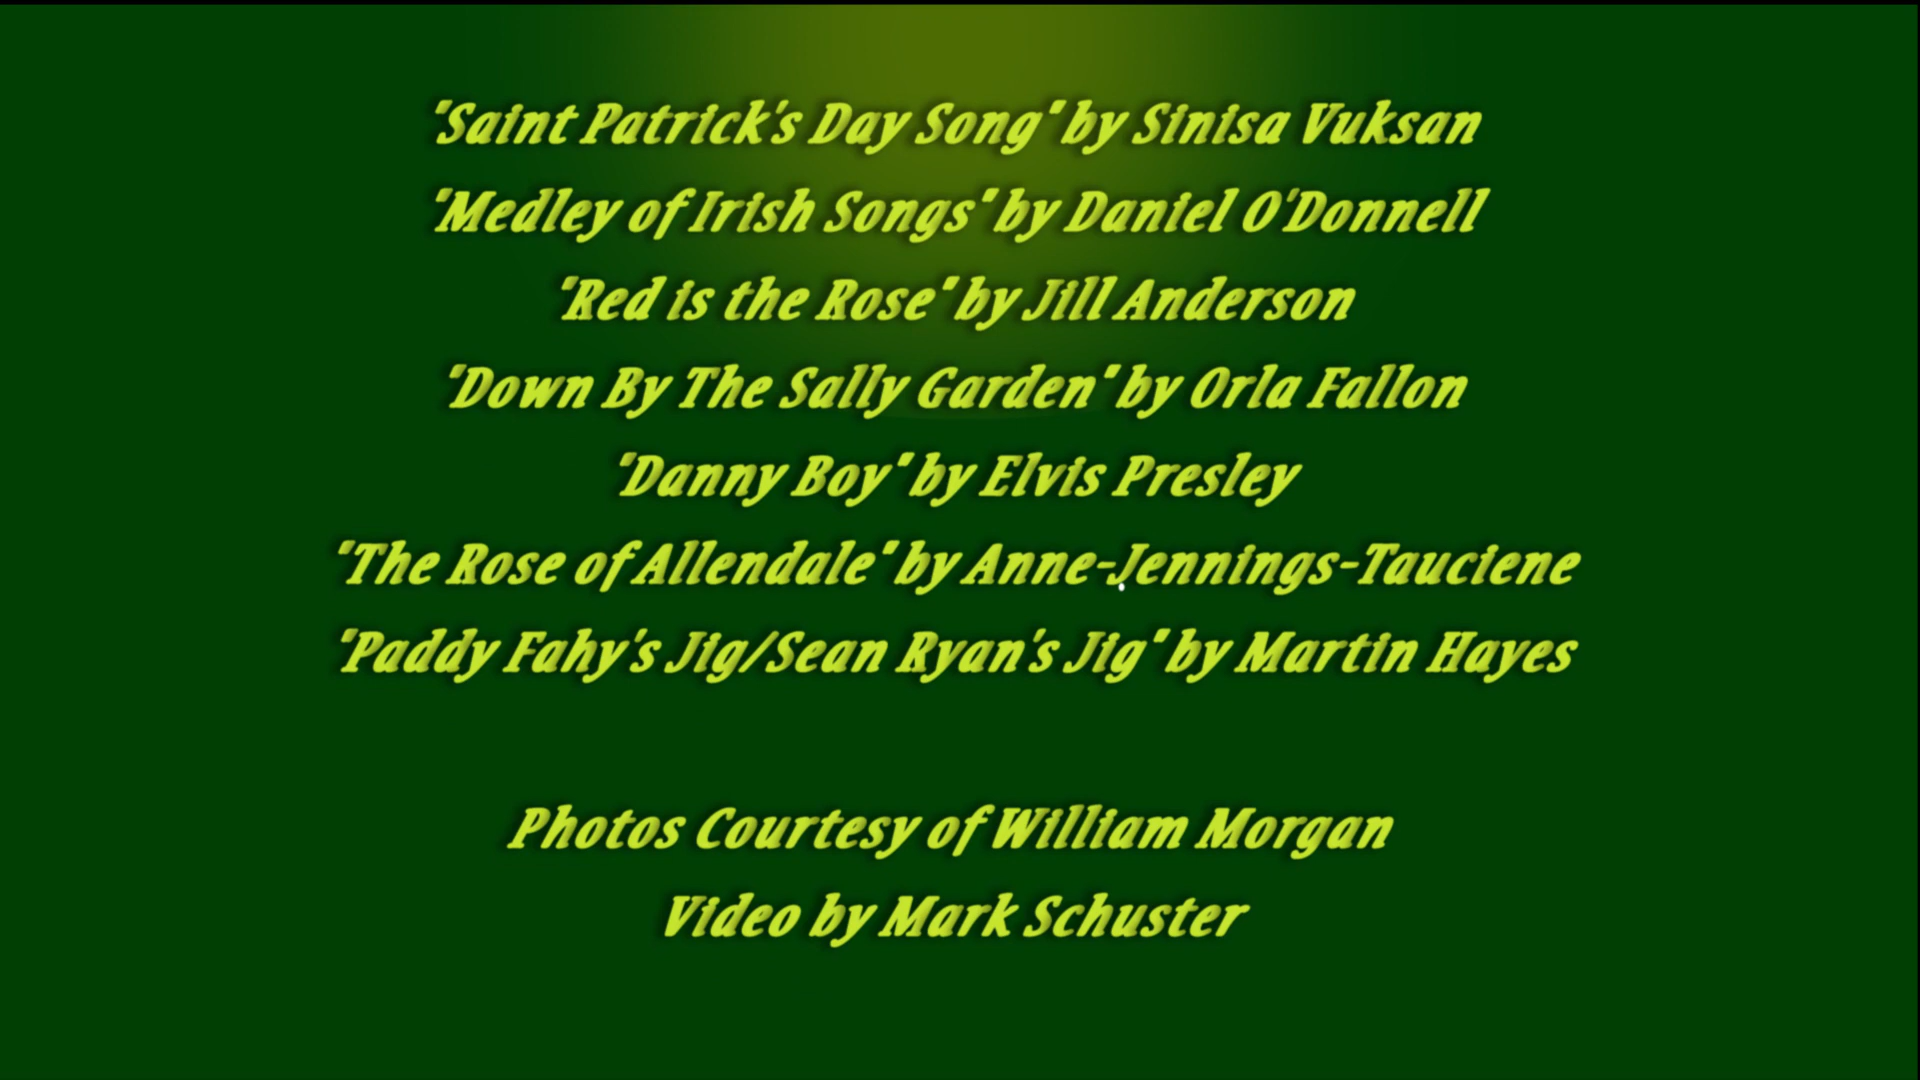 "Saint Patrick's Day Song" by Sinisa Vuksan
"Medley of Irish Songs" by Daniel O'Donnell
"Red is the Rose" by Jill Anderson
"Down By The Sally Garden" by Orla Fallon
"Danny Boy" by Elvis Presley
"The Rose of Allendale" by Anne-Jennings-Tauciene
"Paddy Fahy's Jig/Sean Ryan's Jig" by Martin Hayes
Photos Courtesy of William Morgan
Video by Mark Schuster